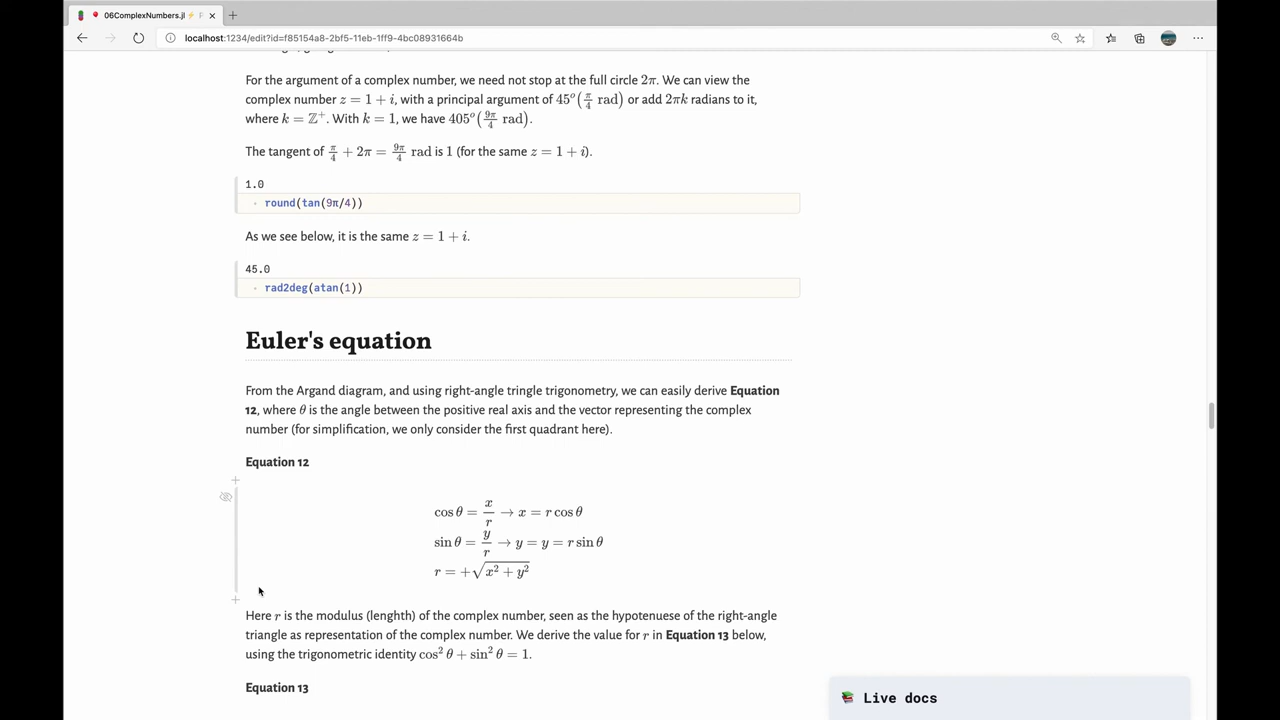 06ComplexNumbers.jl ⚡ F
localhost:1234/edit?id=f85154a8-2bf5-11eb-1ff9-4bc08931664b
For the argument of a complex number, we need not stop at the full circle 2π. We can view the
complex number z = 1 + i, with a principal argument of 45° (π/4 rad) or add 2πk radians to it,
where k = ℤ⁺. With k = 1, we have 405° (9π/4 rad).
The tangent of π/4 + 2π = 9π/4 rad is 1 (for the same z = 1 + i).
1.0
round(tan(9π/4))
As we see below, it is the same z = 1 + i.
45.0
rad2deg(atan(1))
Euler's equation
From the Argand diagram, and using right-angle tringle trigonometry, we can easily derive Equation
12, where θ is the angle between the positive real axis and the vector representing the complex
number (for simplification, we only consider the first quadrant here).
Equation 12
cos θ = x/r → x = r cos θ
sin θ = y/r → y = y = r sin θ
r = +√(x² + y²)
Here r is the modulus (lenghth) of the complex number, seen as the hypotenuese of the right-angle
triangle as representation of the complex number. We derive the value for r in Equation 13 below,
using the trigonometric identity cos² θ + sin² θ = 1.
Equation 13
Live docs